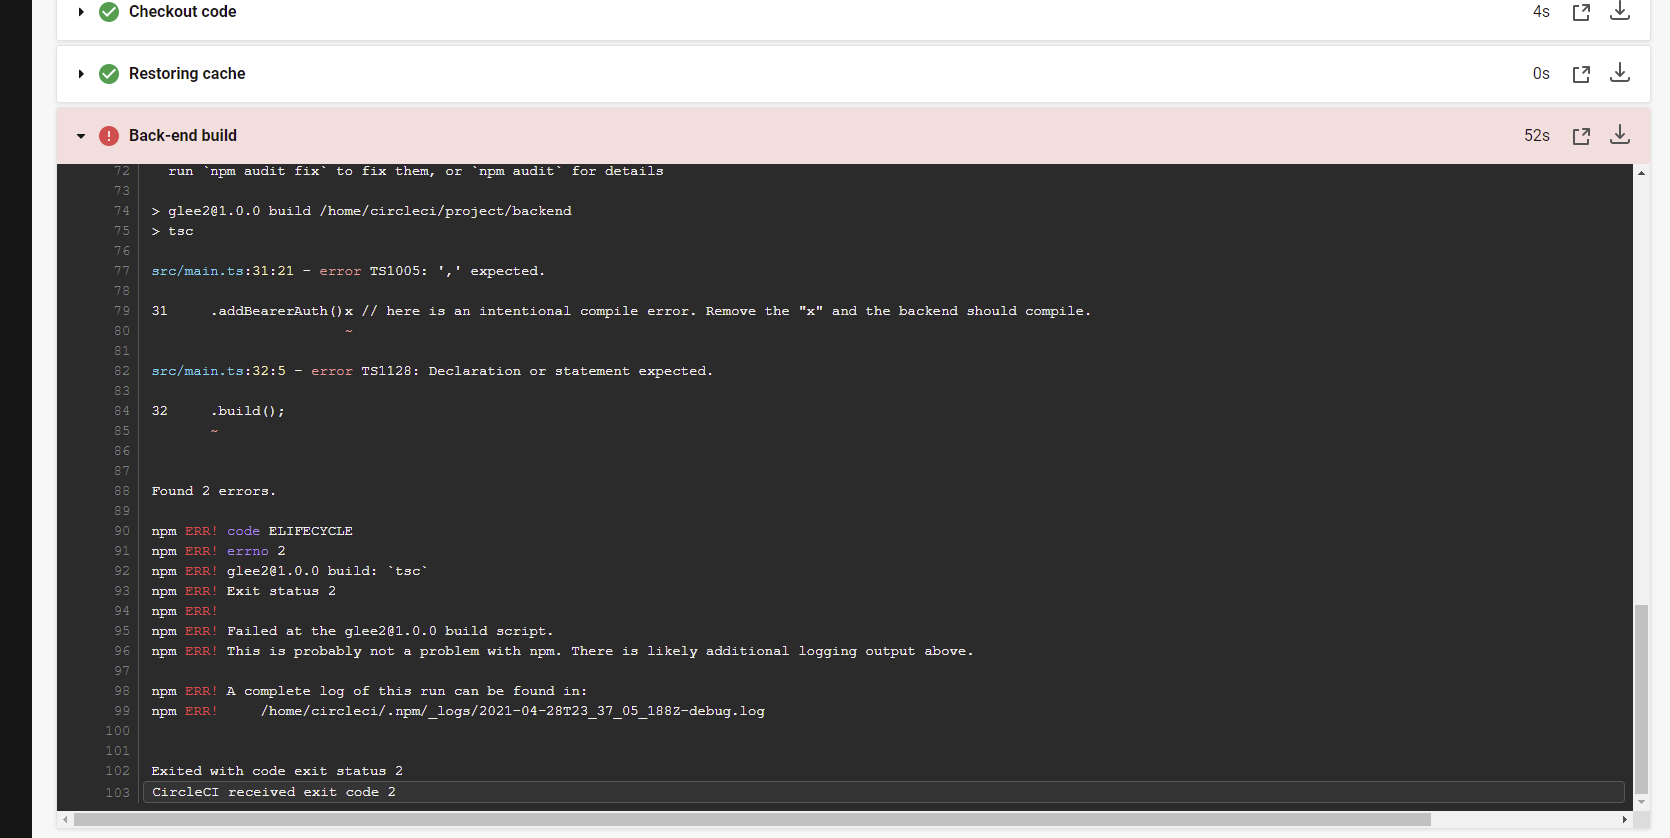 Checkout code 4s
Restoring cache 0s
Back-end build 52s
72 run `npm audit fix` to fix them, or `npm audit` for details
73
74 > glee2@1.0.0 build /home/circleci/project/backend
75 > tsc
76
77 src/main.ts:31:21 - error TS1005: ',' expected.
78
79 31     .addBearerAuth()x // here is an intentional compile error. Remove the "x" and the backend should compile.
80 ~
81
82 src/main.ts:32:5 - error TS1128: Declaration or statement expected.
83
84 32     .build();
85 ~
86
87
88 Found 2 errors.
89
90 npm ERR! code ELIFECYCLE
91 npm ERR! errno 2
92 npm ERR! glee2@1.0.0 build: `tsc`
93 npm ERR! Exit status 2
94 npm ERR!
95 npm ERR! Failed at the glee2@1.0.0 build script.
96 npm ERR! This is probably not a problem with npm. There is likely additional logging output above.
97
98 npm ERR! A complete log of this run can be found in:
99 npm ERR!     /home/circleci/.npm/_logs/2021-04-28T23_37_05_188Z-debug.log
100
101
102 Exited with code exit status 2
103 CircleCI received exit code 2